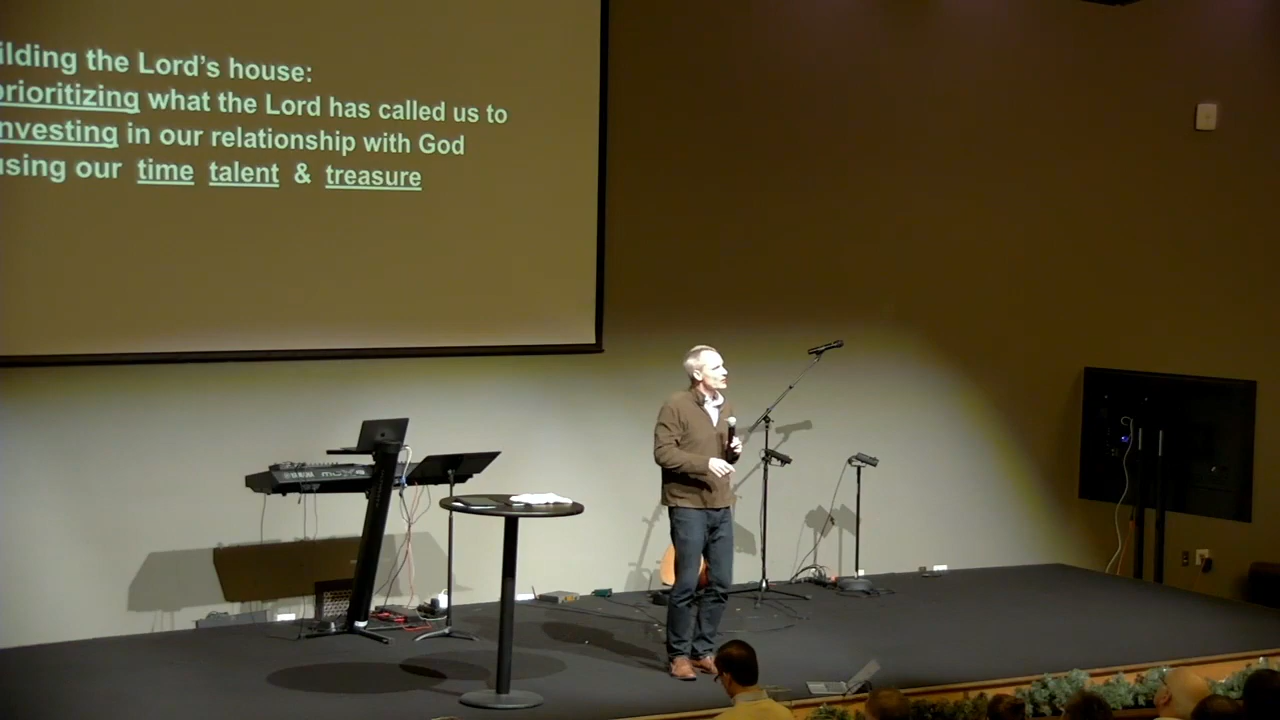 ilding the Lord's house:
prioritizing what the Lord has called us to
nvesting in our relationship with God
using our time talent & treasure